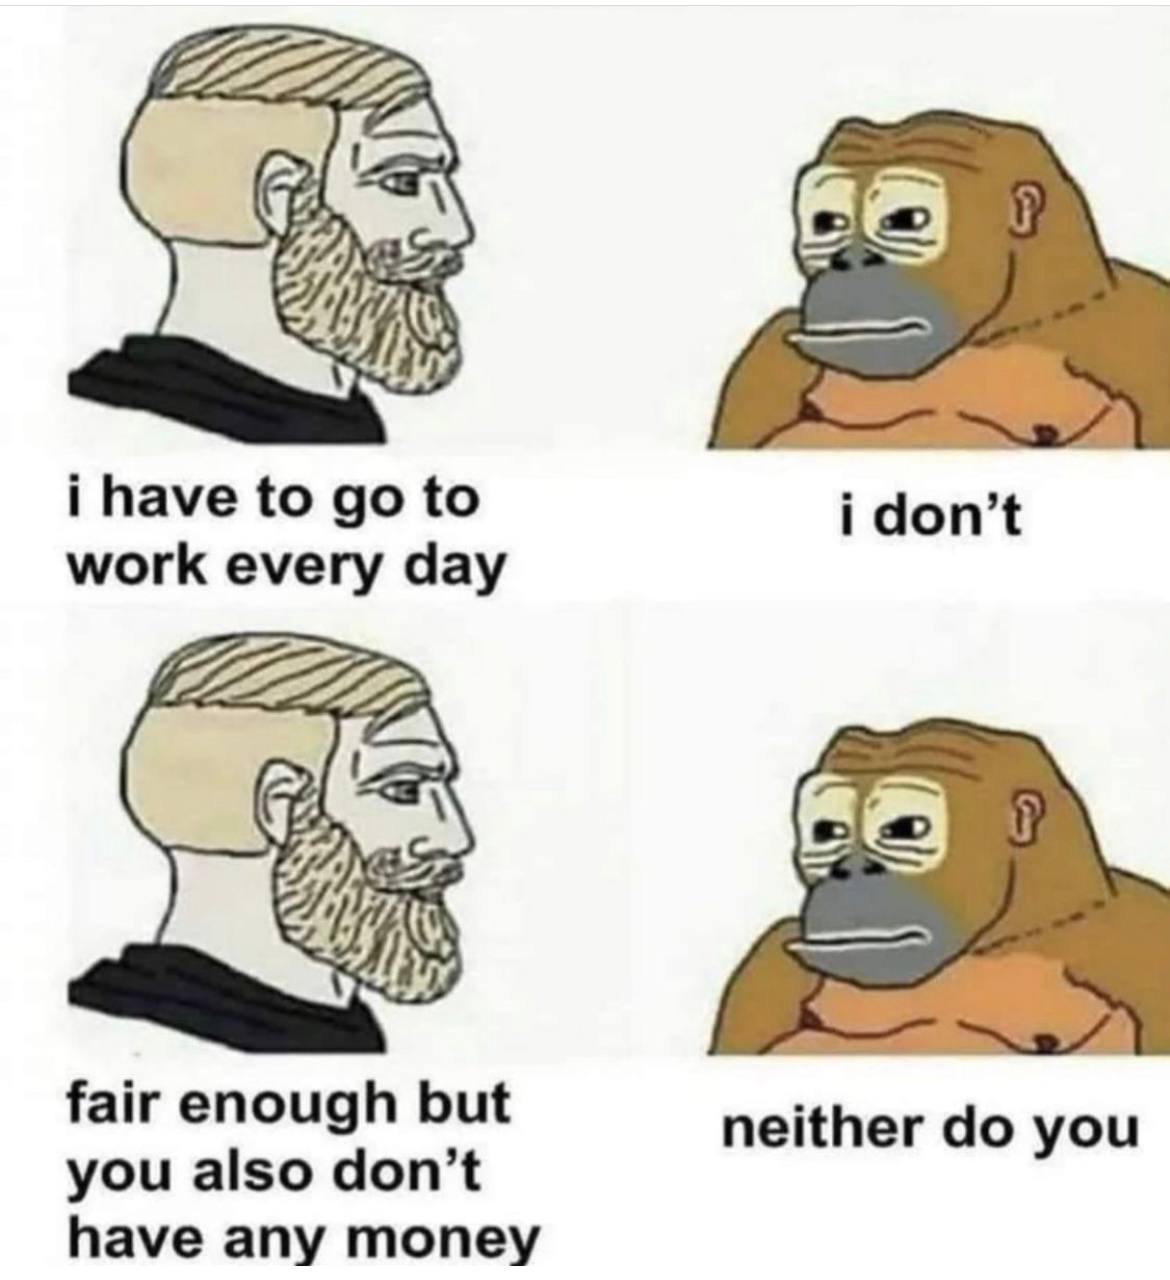 i have to go to
work every day
i don't
fair enough but
you also don't
have any money
neither do you